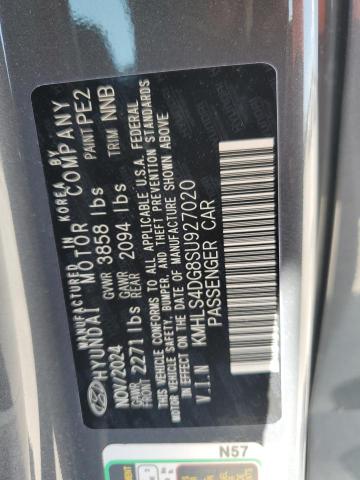 MANUFACTURED IN KOREA BY
HYUNDAI MOTOR COMPANY
NOV/2024 GVWR 3858 lbs PAINT PE2
GAWR FRONT 2271 lbs GAWR REAR 2094 lbs TRIM NNB
THIS VEHICLE CONFORMS TO ALL APPLICABLE U.S.A. FEDERAL
MOTOR VEHICLE SAFETY, BUMPER, AND THEFT PREVENTION STANDARDS
IN EFFECT ON THE DATE OF MANUFACTURE SHOWN ABOVE
V.I.N KMHLS4DG8SU927020
PASSENGER CAR
N57